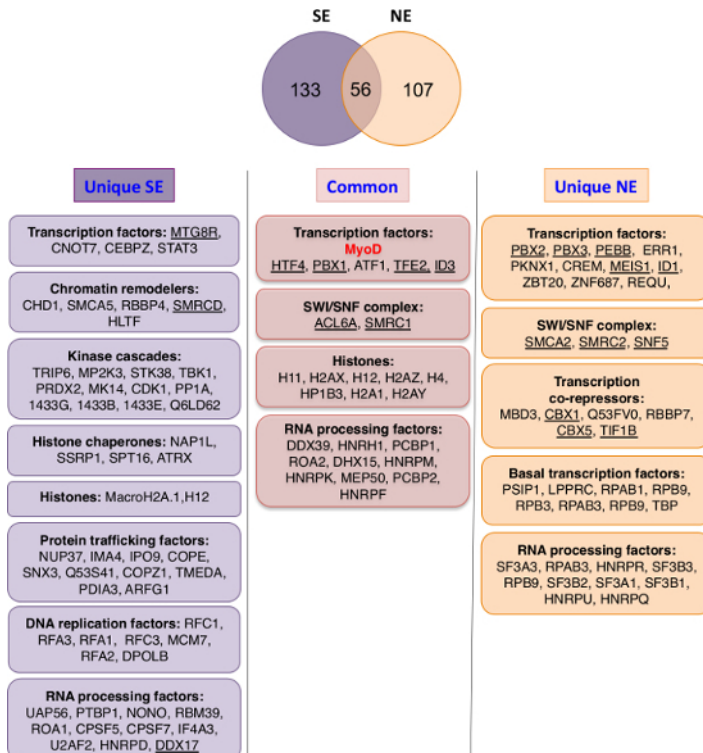 SE NE
133 56 107
Unique SE
Transcription factors: MTG8R,
CNOT7, CEBPZ, STAT3
Chromatin remodelers:
CHD1, SMCA5, RBBP4, SMRCD,
HLTF
Kinase cascades:
TRIP6, MP2K3, STK38, TBK1,
PRDX2, MK14, CDK1, PP1A,
1433G, 1433B, 1433E, Q6LD62
Histone chaperones: NAP1L,
SSRP1, SPT16, ATRX
Histones: MacroH2A.1,H12
Protein trafficking factors:
NUP37, IMA4, IPO9, COPE,
SNX3, Q53S41, COPZ1, TMEDA,
PDIA3, ARFG1
DNA replication factors: RFC1,
RFA3, RFA1, RFC3, MCM7,
RFA2, DPOLB
RNA processing factors:
UAP56, PTBP1, NONO, RBM39,
ROA1, CPSF5, CPSF7, IF4A3,
U2AF2, HNRPD, DDX17
Common
Transcription factors:
MyoD
HTF4, PBX1, ATF1, TFE2, ID3
SWI/SNF complex:
ACL6A, SMRC1
Histones:
H11, H2AX, H12, H2AZ, H4,
HP1B3, H2A1, H2AY
RNA processing factors:
DDX39, HNRH1, PCBP1,
ROA2, DHX15, HNRPM,
HNRPK, MEP50, PCBP2,
HNRPF
Unique NE
Transcription factors:
PBX2, PBX3, PEBB, ERR1,
PKNX1, CREM, MEIS1, ID1,
ZBT20, ZNF687, REQU,
SWI/SNF complex:
SMCA2, SMRC2, SNF5
Transcription
co-repressors:
MBD3, CBX1, Q53FV0, RBBP7,
CBX5, TIF1B
Basal transcription factors:
PSIP1, LPPRC, RPAB1, RPB9,
RPB3, RPAB3, RPB9, TBP
RNA processing factors:
SF3A3, RPAB3, HNRPR, SF3B3,
RPB9, SF3B2, SF3A1, SF3B1,
HNRPU, HNRPQ